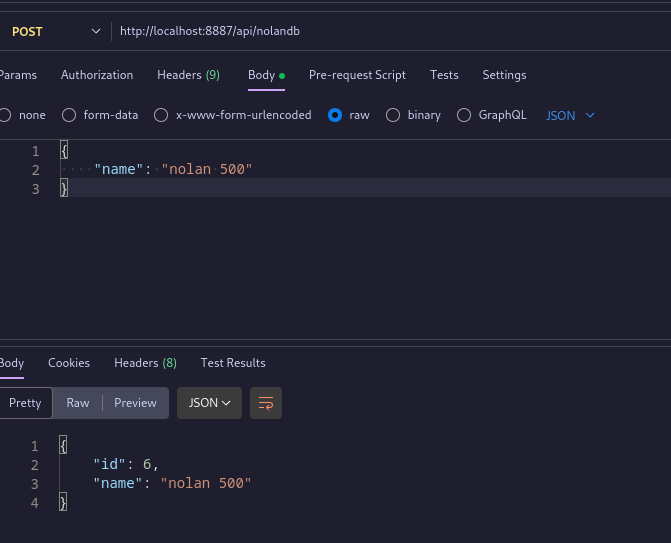 POST http://localhost:8887/api/nolandb
Params Authorization Headers (9) Body Pre-request Script Tests Settings
none form-data x-www-form-urlencoded raw binary GraphQL JSON
1 {
2 "name": "nolan 500"
3 }
Body Cookies Headers (8) Test Results
Pretty Raw Preview JSON
1 {
2 "id": 6,
3 "name": "nolan 500"
4 }